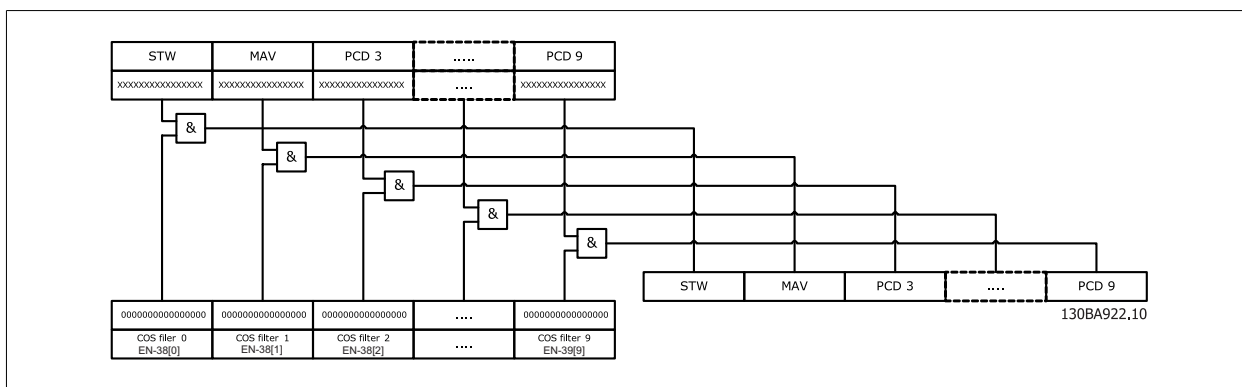 STW MAV PCD 3 ..... PCD 9
XXXXXXXXXXXXXXXX XXXXXXXXXXXXXXXX XXXXXXXXXXXXXXXX .... XXXXXXXXXXXXXXXX
&
&
&
&
&
STW MAV PCD 3 .... PCD 9
130BA922.10
0000000000000000 0000000000000000 0000000000000000 .... 0000000000000000
COS filer 0 COS filter 1 COS filter 2 .... COS filter 9
EN-38[0] EN-38[1] EN-38[2] EN-39[9]